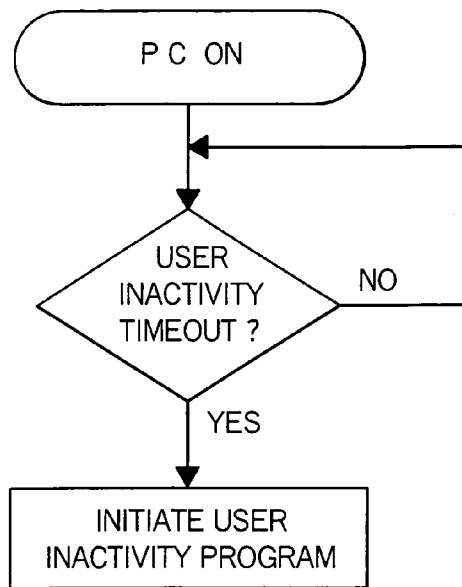 P C ON
USER
INACTIVITY
TIMEOUT ?
NO
YES
INITIATE USER
INACTIVITY PROGRAM